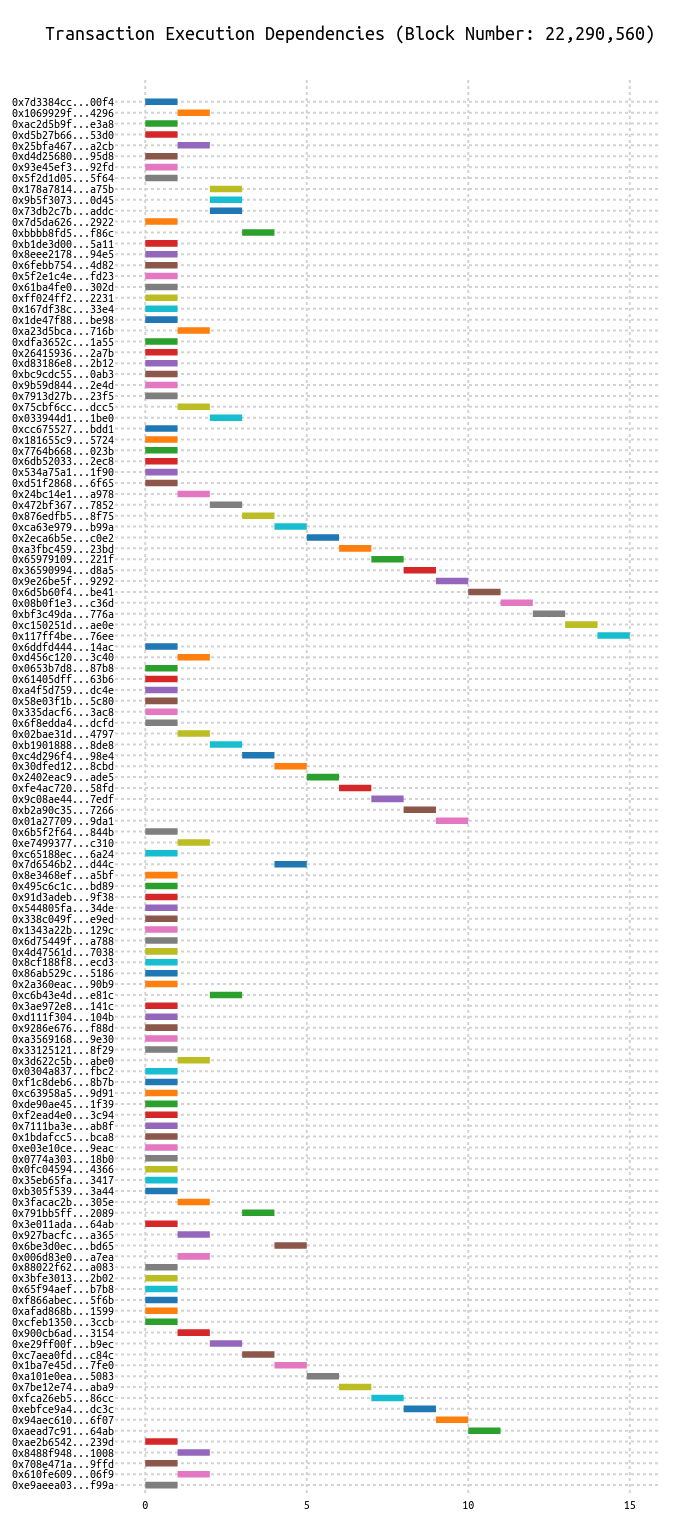 Transaction Execution Dependencies (Block Number: 22,290,560)
0x7d3384cc...00f4
0x1069929f...4296
0xac2d5b9f...e3a8
0xd5b27b66...53d0
0x25bfa467...a2cb
0xd4d25680...95d8
0x93e45ef3...92fd
0x5f2d1d05...5f64
0x178a7814...a75b
0x9b5f3073...0d45
0x73db2c7b...addc
0x7d5da626...2922
0xbbbb8fd5...f86c
0xb1de3d00...5a11
0x8eee2178...94e5
0x6febb754...4d82
0x5f2e1c4e...fd23
0x61ba4fe0...302d
0xff024ff2...2231
0x167df38c...33e4
0x1de47f88...be98
0xa23d5bca...716b
0xdfa3652c...1a55
0x26415936...2a7b
0xd83186e8...2b12
0xbc9cdc55...0ab3
0x9b59d844...2e4d
0x7913d27b...23f5
0x75cbf6cc...dcc5
0x033944d1...1be0
0xcc675527...bdd1
0x181655c9...5724
0x7764b668...023b
0x6db52033...2ec8
0x534a75a1...1f90
0xd51f2868...6f65
0x24bc14e1...a978
0x472bf367...7852
0x876edfb5...8f75
0xca63e979...b99a
0x2eca6b5e...c0e2
0xa3fbc459...23bd
0x65979109...221f
0x36590994...d8a5
0x9e26be5f...9292
0x6d5b60f4...be41
0x08b0f1e3...c36d
0xbf3c49da...776a
0xc150251d...ae0e
0x117ff4be...76ee
0x6ddfd444...14ac
0xd456c120...3c40
0x0653b7d8...87b8
0x61405dff...63b6
0xa4f5d759...dc4e
0x58e03f1b...5c80
0x335dacf6...3ac8
0x6f8edda4...dcfd
0x02bae31d...4797
0xb1901888...8de8
0xc4d296f4...98e4
0x30dfed12...8cbd
0x2402eac9...ade5
0xfe4ac720...58fd
0x9c08ae44...7edf
0xb2a90c35...7266
0x01a27709...9da1
0x6b5f2f64...844b
0xe7499377...c310
0xc65188ec...6a24
0x7d6546b2...d44c
0x8e3468ef...a5bf
0x495c6c1c...bd89
0x91d3adeb...9f38
0x544805fa...34de
0x338c049f...e9ed
0x1343a22b...129c
0x6d75449f...a788
0x4d47561d...7038
0x8cf188f8...ecd3
0x86ab529c...5186
0x2a360eac...90b9
0xc6b43e4d...e81c
0x3ae972e8...141c
0xd111f304...104b
0x9286e676...f88d
0xa3569168...9e30
0x33125121...8f29
0x3d622c5b...abe0
0x0304a837...fbc2
0xf1c8deb6...8b7b
0xc63958a5...9d91
0xde90ae45...1f39
0xf2ead4e0...3c94
0x7111ba3e...ab8f
0x1bdafcc5...bca8
0xe03e10ce...9eac
0x0774a303...18b0
0x0fc04594...4366
0x35eb65fa...3417
0xb305f539...3a44
0x3facac2b...305e
0x791bb5ff...2089
0x3e011ada...64ab
0x927bacfc...a365
0x6be3d0ec...bd65
0x006d83e0...a7ea
0x88022f62...a083
0x3bfe3013...2b02
0x65f94aef...b7b8
0xf866abec...5f6b
0xafad868b...1599
0xcfeb1350...3ccb
0x900cb6ad...3154
0xe29ff00f...b9ec
0xc7aea0fd...c84c
0x1ba7e45d...7fe0
0xa101e0ea...5083
0x7be12e74...aba9
0xfca26eb5...86cc
0xebfce9a4...dc3c
0x94aec610...6f07
0xaead7c91...64ab
0xae2b6542...239d
0x8488f948...1008
0x708e471a...9ffd
0x610fe609...06f9
0xe9aeea03...f99a
0 5 10 15